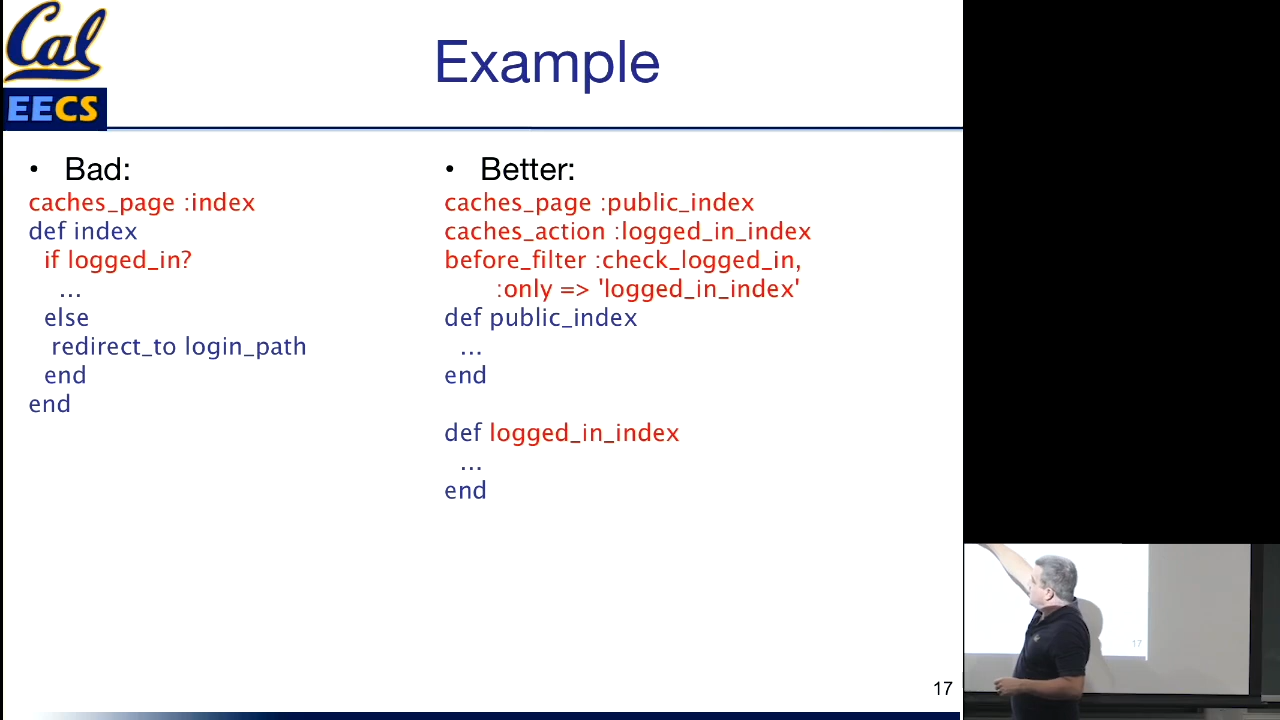 Cal
EECS
Example
• Bad:
caches_page :index
def index
if logged_in?
...
else
redirect_to login_path
end
end
• Better:
caches_page :public_index
caches_action :logged_in_index
before_filter :check_logged_in,
:only => 'logged_in_index'
def public_index
...
end
def logged_in_index
...
end
17
17